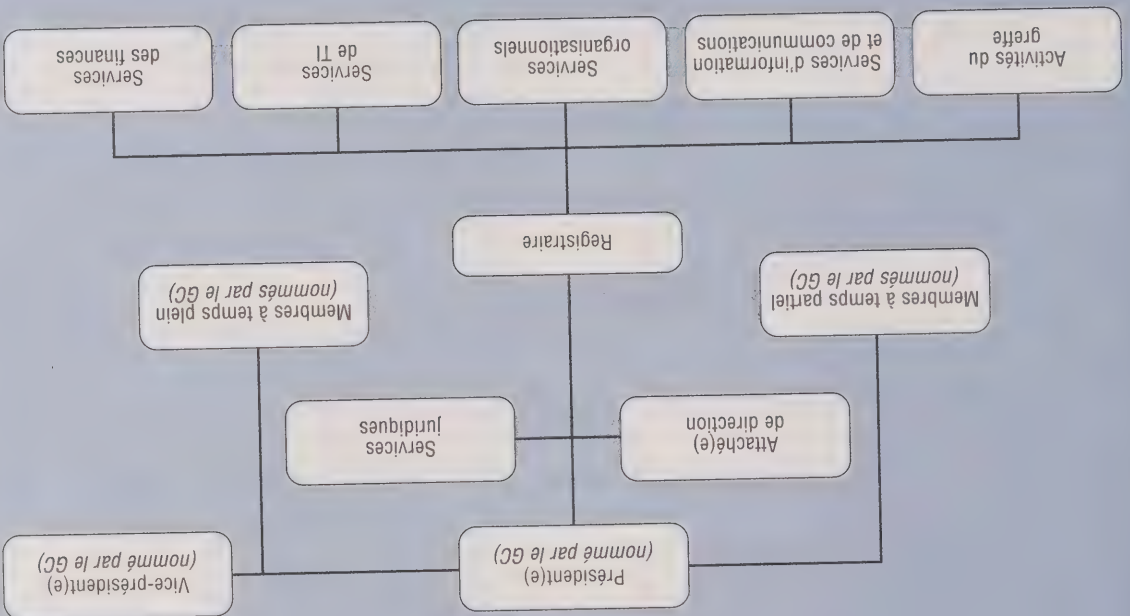 Président(e)
(nommé par le GC)
Vice-président(e)
(nommé par le GC)
Attaché(e)
de direction
Services
juridiques
Membres à temps partiel
(nommés par le GC)
Membres à temps plein
(nommés par le GC)
Registraire
Activités du
greffe
Services d'information
et de communications
Services
organisationnels
Services
de TI
Services
des finances